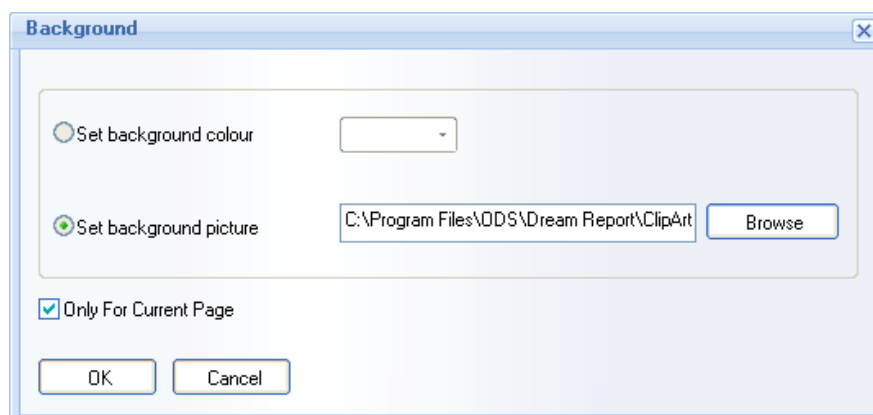 Background
Set background colour
Set background picture
C:\Program Files\ODS\Dream Report\ClipArt
Browse
Only For Current Page
OK
Cancel